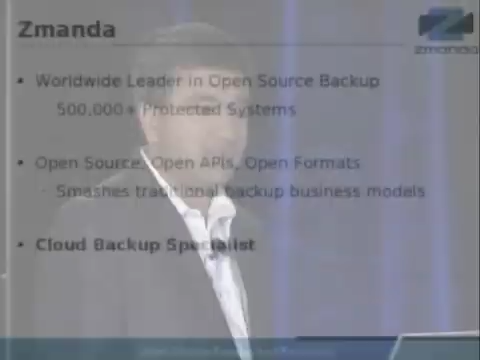 Zmanda
zmanda
• Worldwide Leader in Open Source Backup
500,000+ Protected Systems
• Open Source, Open APIs, Open Formats
- Smashes traditional backup business models
• Cloud Backup Specialist